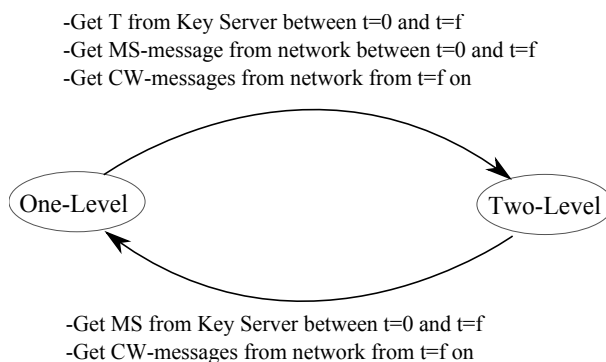 -Get T from Key Server between t=0 and t=f
-Get MS-message from network between t=0 and t=f
-Get CW-messages from network from t=f on
One-Level
Two-Level
-Get MS from Key Server between t=0 and t=f
-Get CW-messages from network from t=f on